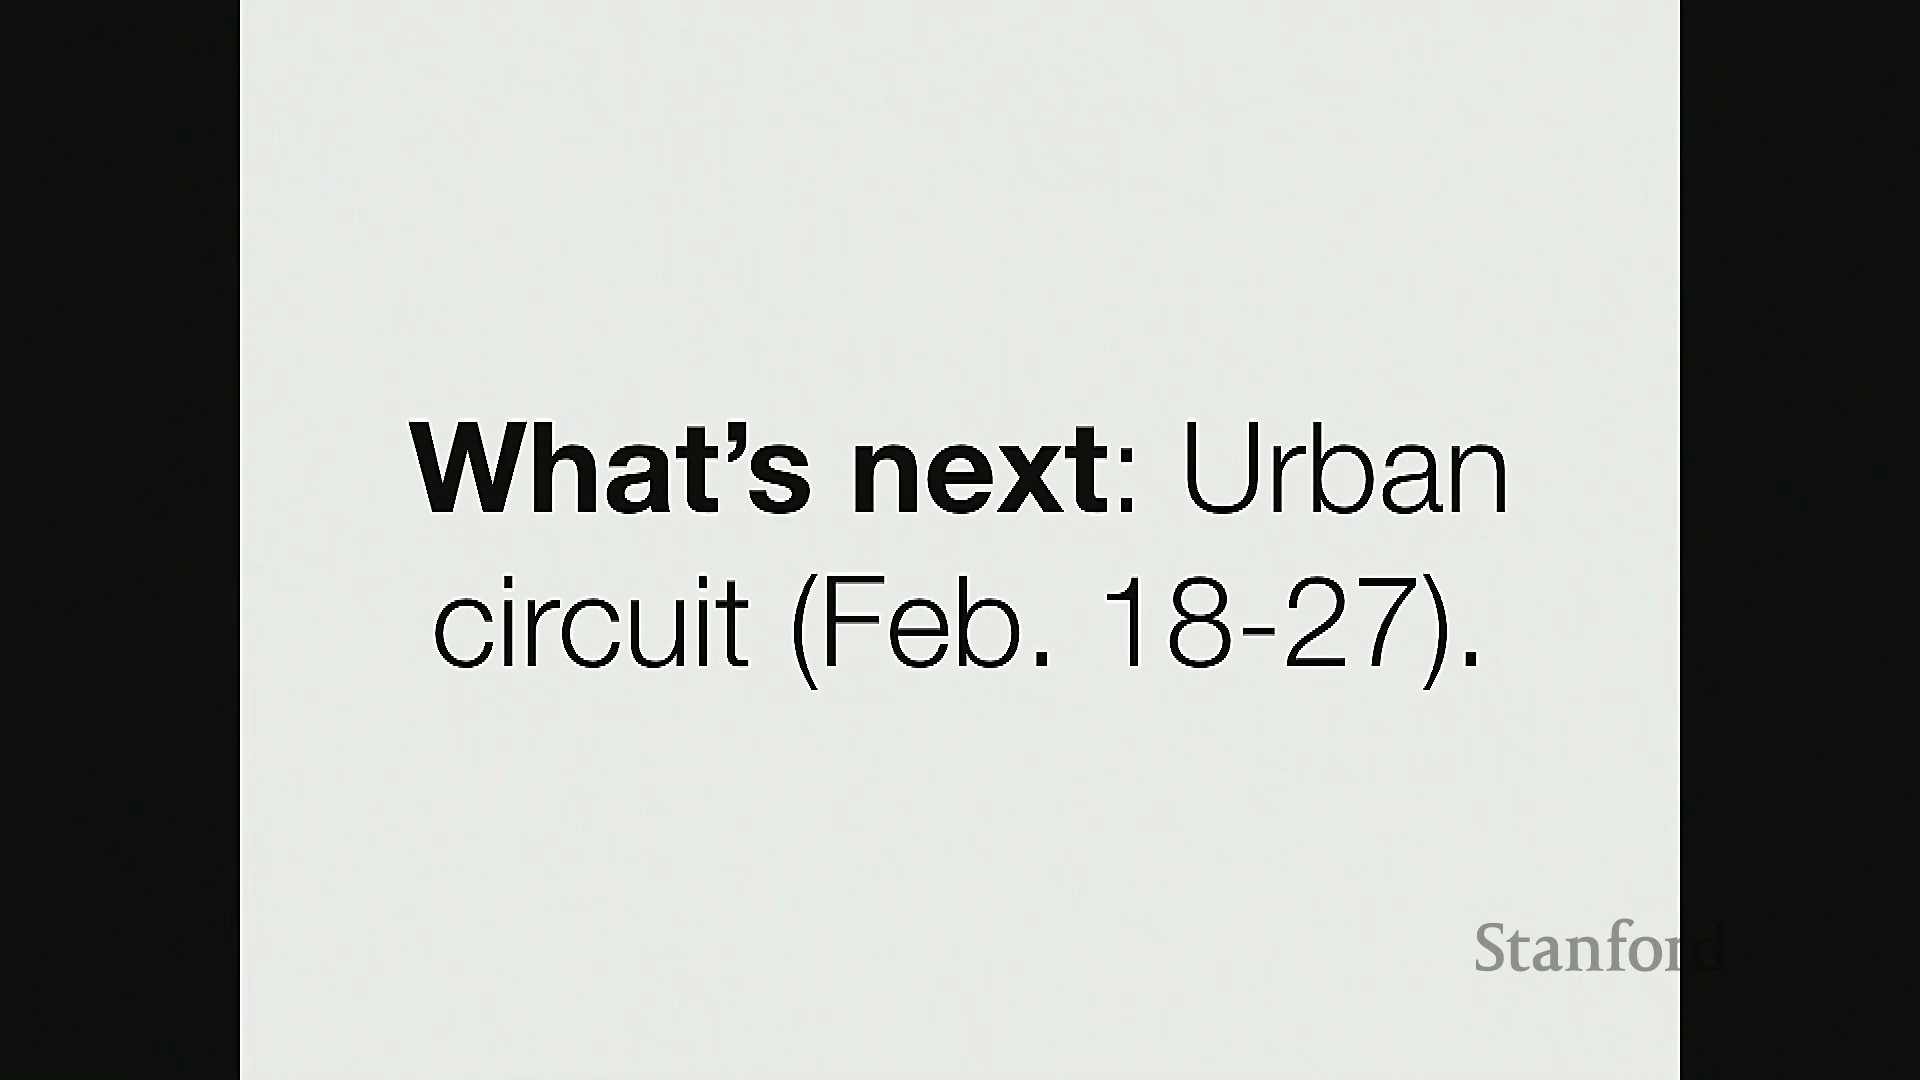 What’s next: Urban
circuit (Feb. 18-27).
Stanford